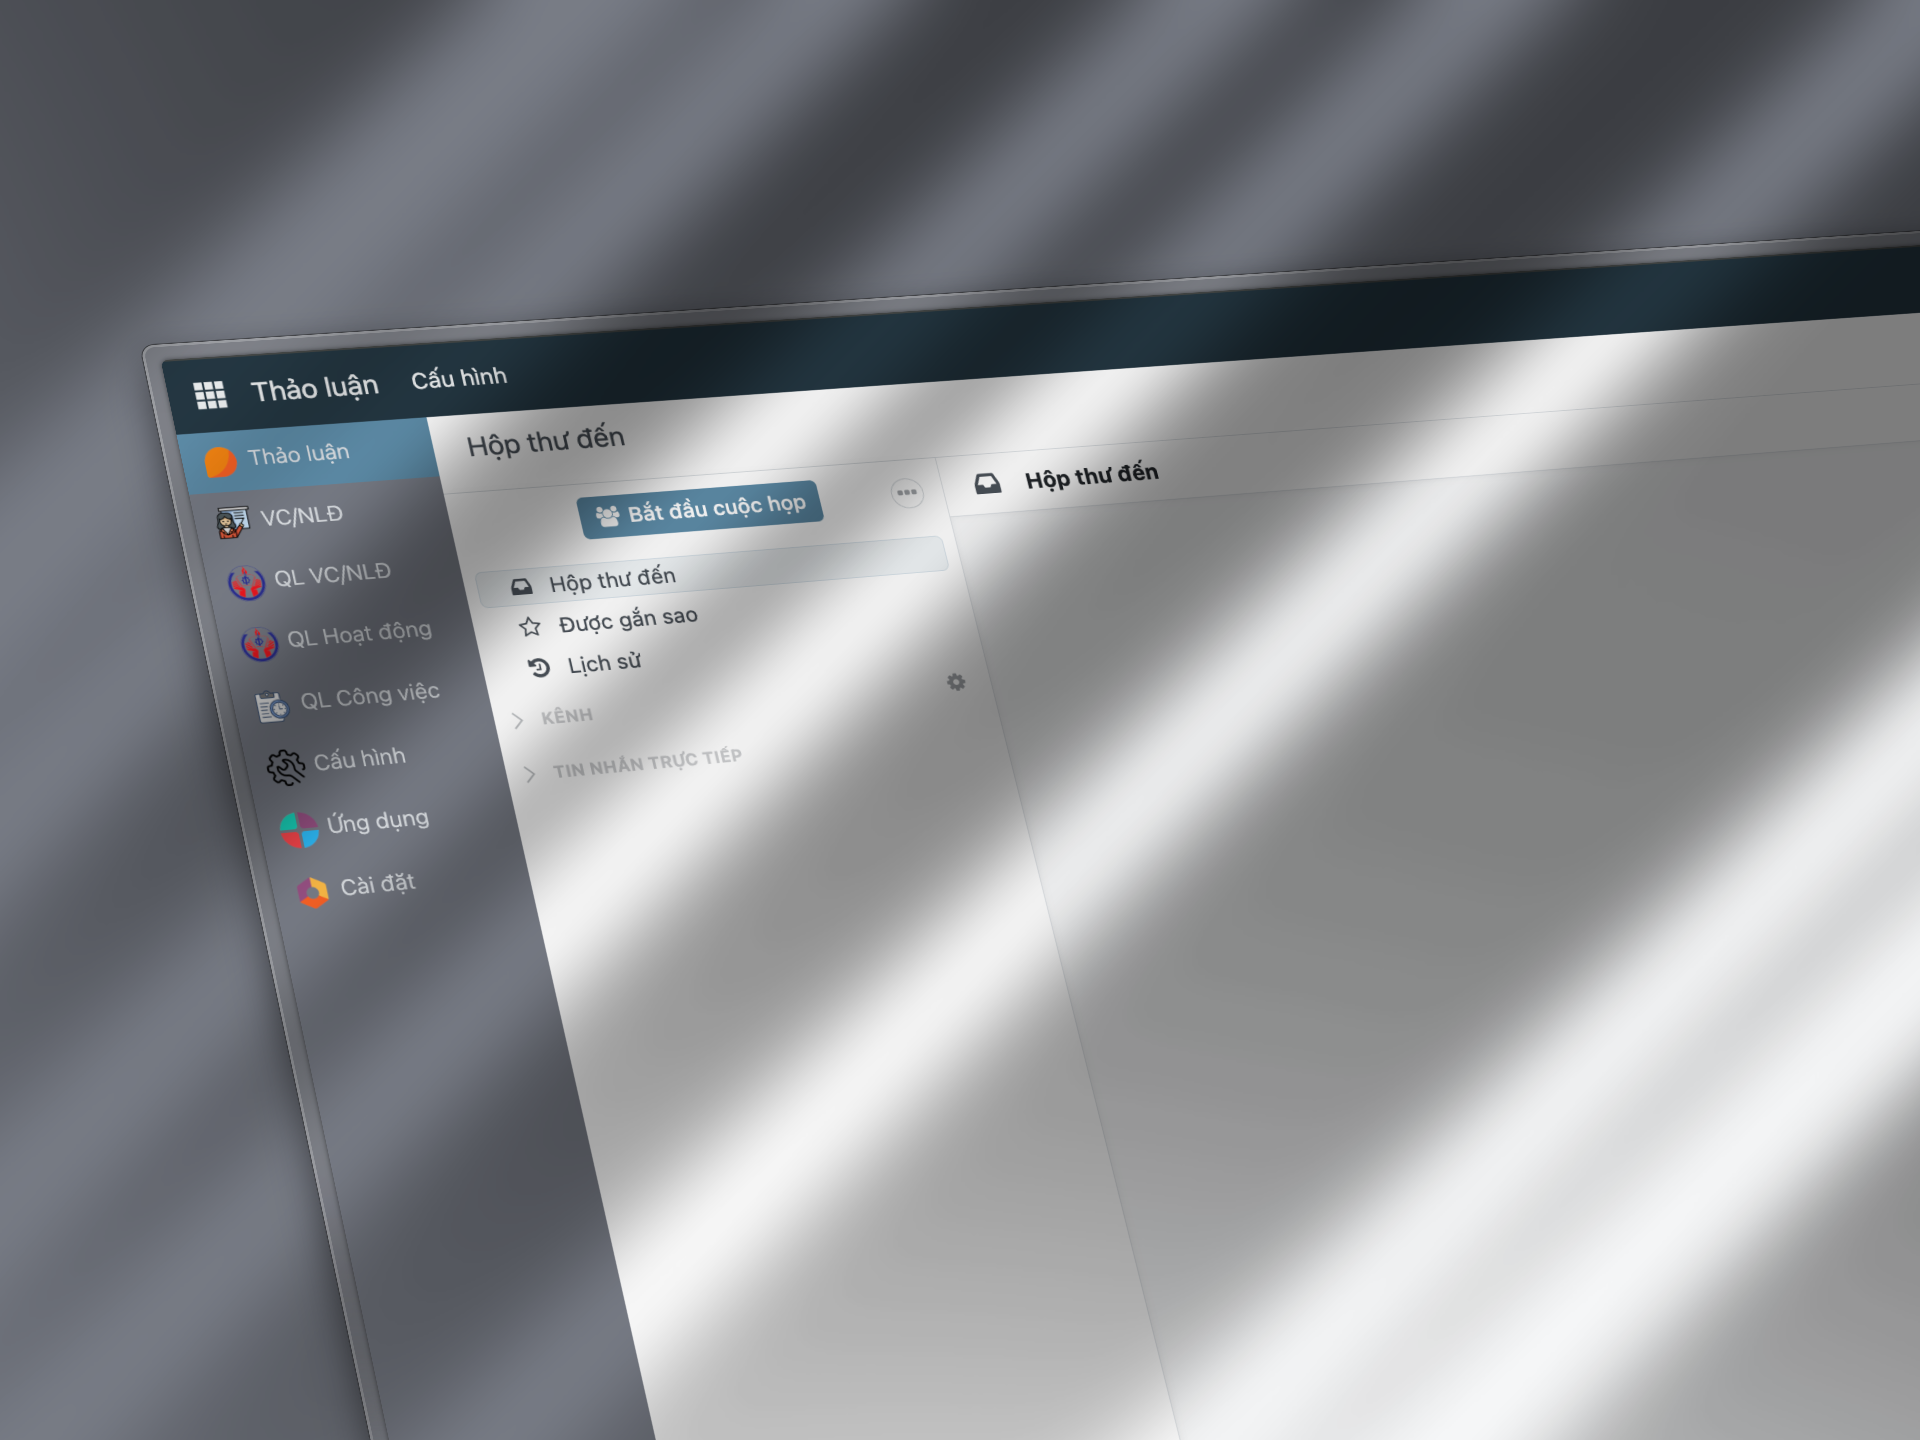 Thảo luận Cấu hình
Thảo luận
VC/NLĐ
QL VC/NLĐ
QL Hoạt động
QL Công việc
Cấu hình
Ứng dụng
Cài đặt
Hộp thư đến
Bắt đầu cuộc họp
Hộp thư đến
Được gắn sao
Lịch sử
KÊNH
TIN NHẮN TRỰC TIẾP
Hộp thư đến